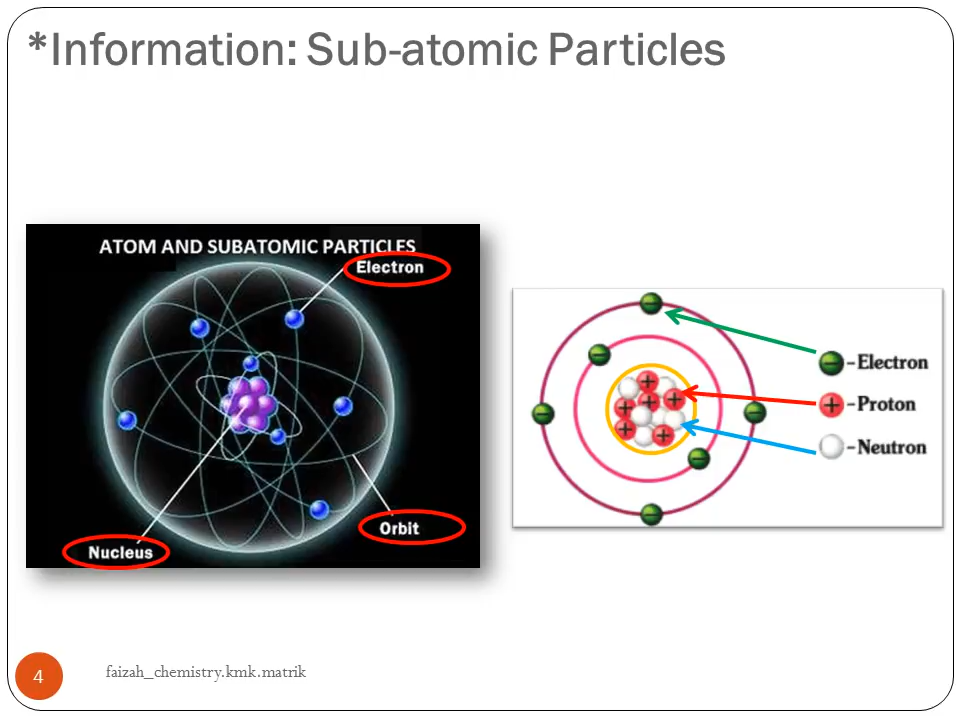 *Information: Sub-atomic Particles
ATOM AND SUBATOMIC PARTICLES
Electron
Orbit
Nucleus
-Electron
-Proton
-Neutron
4
faizah_chemistry.kmk.matrik